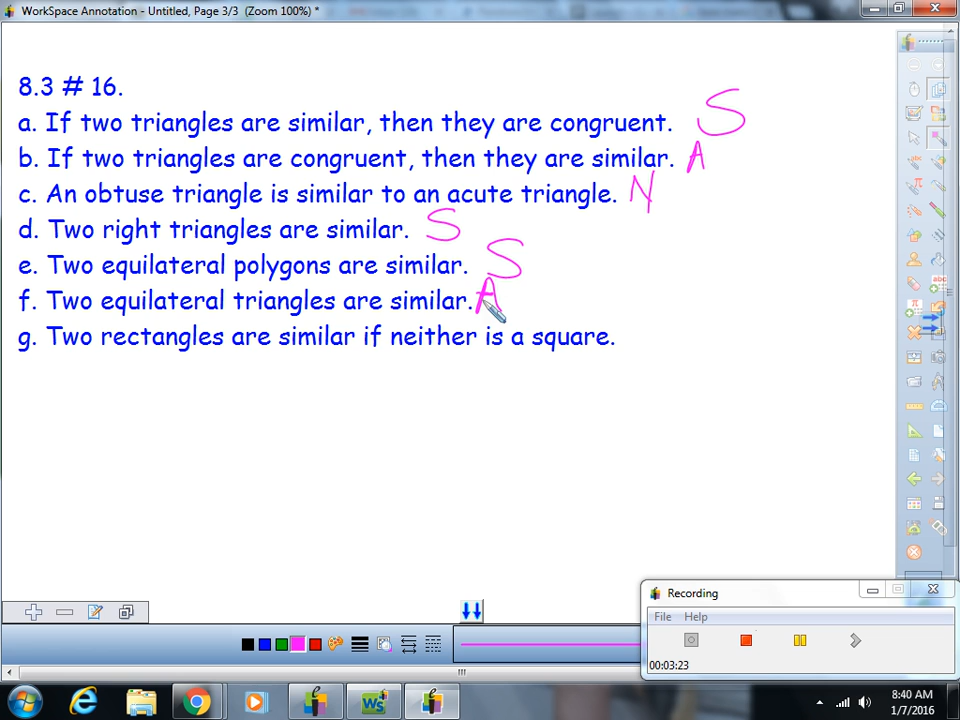 WorkSpace Annotation - Untitled, Page 3/3 (Zoom 100%) *
8.3 # 16.
a. If two triangles are similar, then they are congruent. S
b. If two triangles are congruent, then they are similar. A
c. An obtuse triangle is similar to an acute triangle. N
d. Two right triangles are similar. S
e. Two equilateral polygons are similar. S
f. Two equilateral triangles are similar. A
g. Two rectangles are similar if neither is a square.
Recording
File Help
00:03:23
8:40 AM
1/7/2016